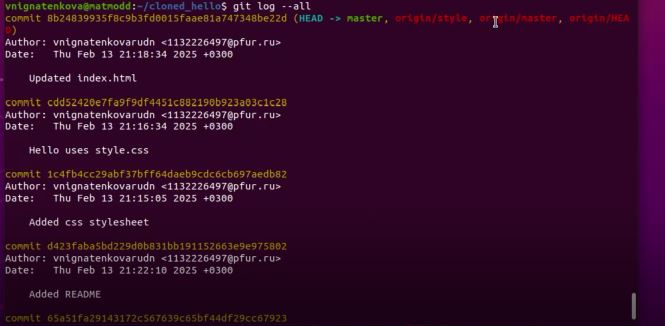 vnignatenkova@matmodd:~/cloned_hello$ git log --all
commit 8b24839935f8c9b3fd0015faae81a747348be22d (HEAD -> master, origin/style, origin/master, origin/HEA
D)
Author: vnignatenkovarudn <1132226497@pfur.ru>
Date:   Thu Feb 13 21:18:34 2025 +0300
Updated index.html
commit cdd52420e7fa9f9df4451c882190b923a03c1c28
Author: vnignatenkovarudn <1132226497@pfur.ru>
Date:   Thu Feb 13 21:16:34 2025 +0300
Hello uses style.css
commit 1c4fb4cc29abf37bff64daeb9cdc6cb697aedb82
Author: vnignatenkovarudn <1132226497@pfur.ru>
Date:   Thu Feb 13 21:15:05 2025 +0300
Added css stylesheet
commit d423faba5bd229d0b831bb191152663e9e975802
Author: vnignatenkovarudn <1132226497@pfur.ru>
Date:   Thu Feb 13 21:22:10 2025 +0300
Added README
commit 65a51fa29143172c567639c65bf44df29cc67923